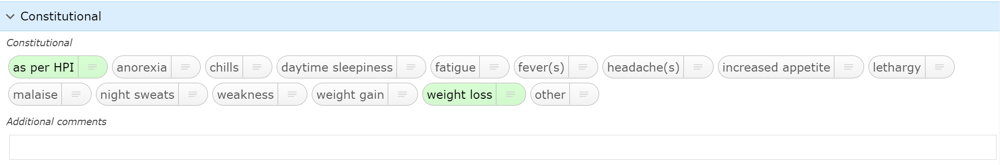 Constitutional
Constitutional
as per HPI anorexia chills daytime sleepiness fatigue fever(s) headache(s) increased appetite lethargy
malaise night sweats weakness weight gain weight loss other
Additional comments